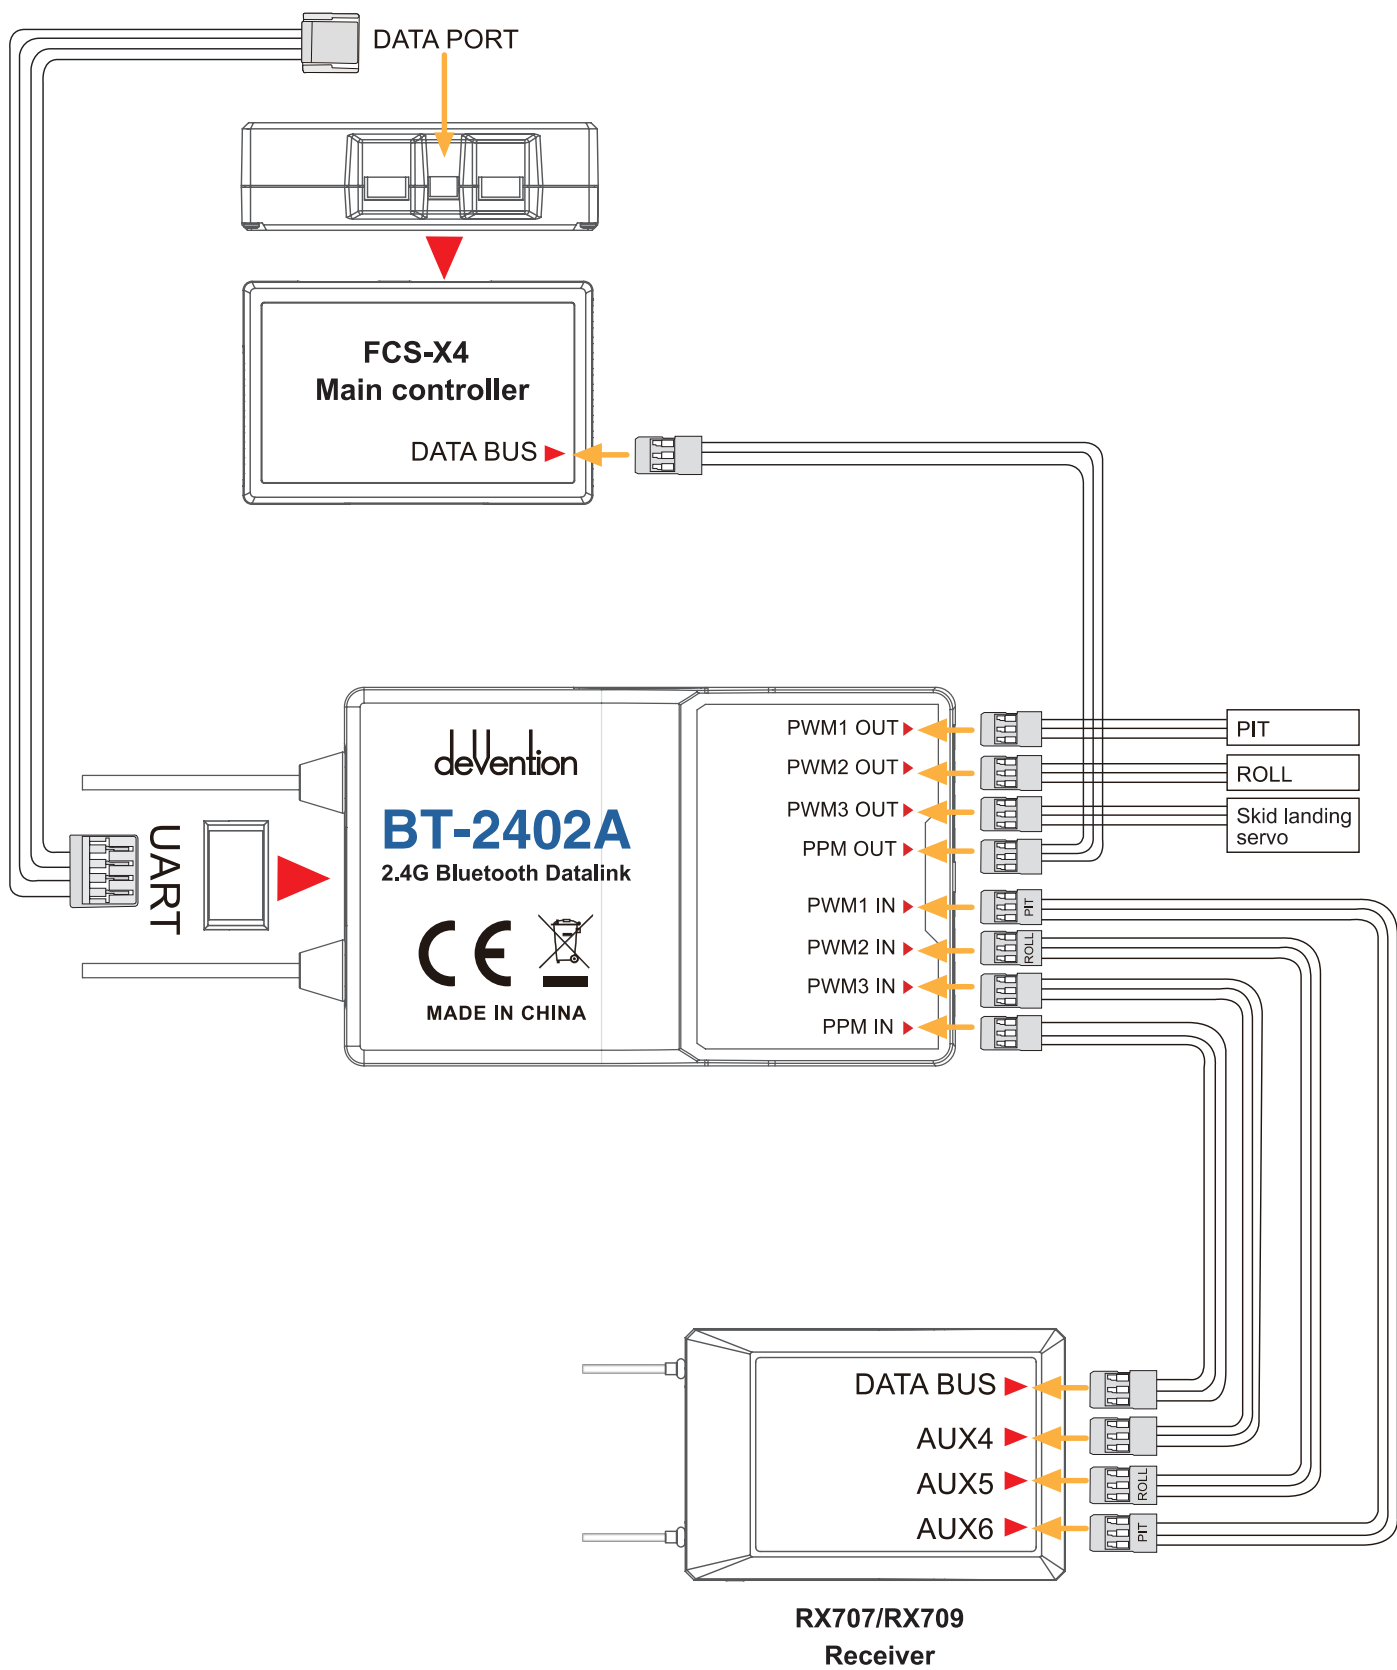 DATA PORT
FCS-X4
Main controller
DATA BUS
devention
BT-2402A
2.4G Bluetooth Datalink
CE
MADE IN CHINA
UART
PWM1 OUT
PWM2 OUT
PWM3 OUT
PPM OUT
PWM1 IN
PWM2 IN
PWM3 IN
PPM IN
PIT
ROLL
Skid landing
servo
PIT
ROLL
DATA BUS
AUX4
AUX5
AUX6
ROLL
PIT
RX707/RX709
Receiver